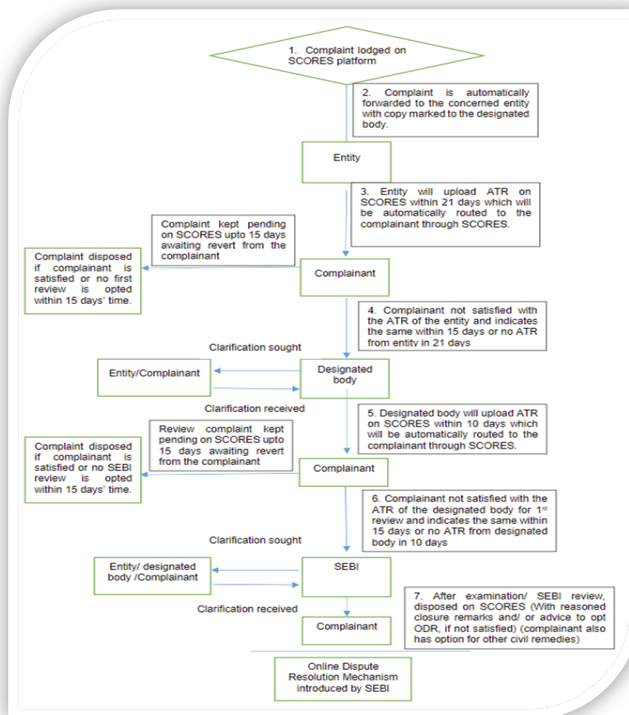 1. Complaint lodged on
SCORES platform
2. Complaint is automatically
forwarded to the concerned entity
with copy marked to the designated
body.
Entity
3. Entity will upload ATR on
SCORES within 21 days which will
be automatically routed to the
complainant through SCORES.
Complaint kept pending
on SCORES upto 15 days
awaiting revert from the
complainant
Complaint disposed
if complainant is
satisfied or no first
review is opted
within 15 days' time.
Complainant
4. Complainant not satisfied with
the ATR of the entity and indicates
the same within 15 days or no ATR
from entity in 21 days
Clarification sought
Entity/Complainant
Designated
body
Clarification received
5. Designated body will upload ATR
on SCORES within 10 days which
will be automatically routed to the
complainant through SCORES.
Review complaint kept
pending on SCORES upto
15 days awaiting revert
from the complainant
Complaint disposed
if complainant is
satisfied or no SEBI
review is opted
within 15 days' time.
Complainant
6. Complainant not satisfied with the
ATR of the designated body for 1st
review and indicates the same within
15 days or no ATR from designated
body in 10 days
Clarification sought
Entity/ designated
body /Complainant
SEBI
Clarification received
7. After examination/ SEBI review,
disposed on SCORES (With reasoned
closure remarks and/ or advice to opt
ODR, if not satisfied) (complainant also
has option for other civil remedies)
Complainant
Online Dispute
Resolution Mechanism
introduced by SEBI